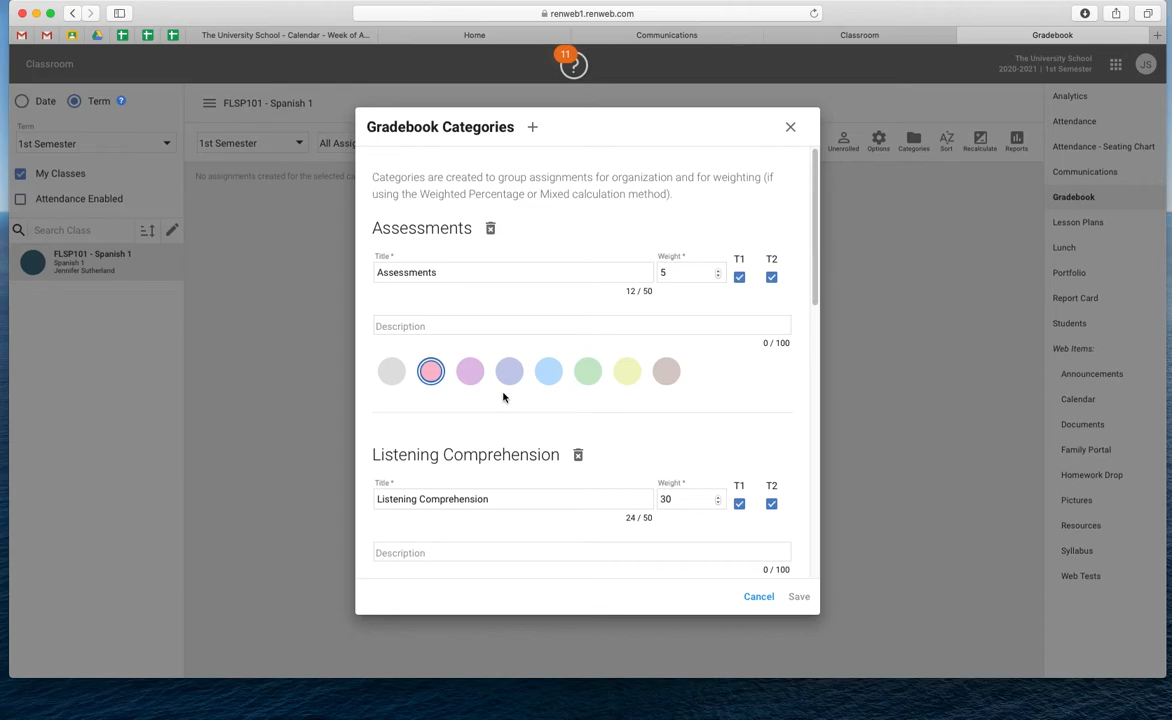 renweb1.renweb.com
The University School - Calendar - Week of A...
Home
Communications
Classroom
Gradebook
Classroom
11
?
The University School
2020-2021 | 1st Semester
JS
Date
Term
?
Term
1st Semester
My Classes
Attendance Enabled
Search Class
FLSP101 - Spanish 1
Spanish 1
Jennifer Sutherland
FLSP101 - Spanish 1
1st Semester
All Assig
No assignments created for the selected ca
Unenrolled
Options
Categories
Sort
Recalculate
Reports
Gradebook Categories
Categories are created to group assignments for organization and for weighting (if
using the Weighted Percentage or Mixed calculation method).
Assessments
Title *
Weight *
T1
T2
Assessments
5
12 / 50
Description
0 / 100
Listening Comprehension
Title *
Weight *
T1
T2
Listening Comprehension
30
24 / 50
Description
0 / 100
Cancel
Save
Analytics
Attendance
Attendance - Seating Chart
Communications
Gradebook
Lesson Plans
Lunch
Portfolio
Report Card
Students
Web Items:
Announcements
Calendar
Documents
Family Portal
Homework Drop
Pictures
Resources
Syllabus
Web Tests